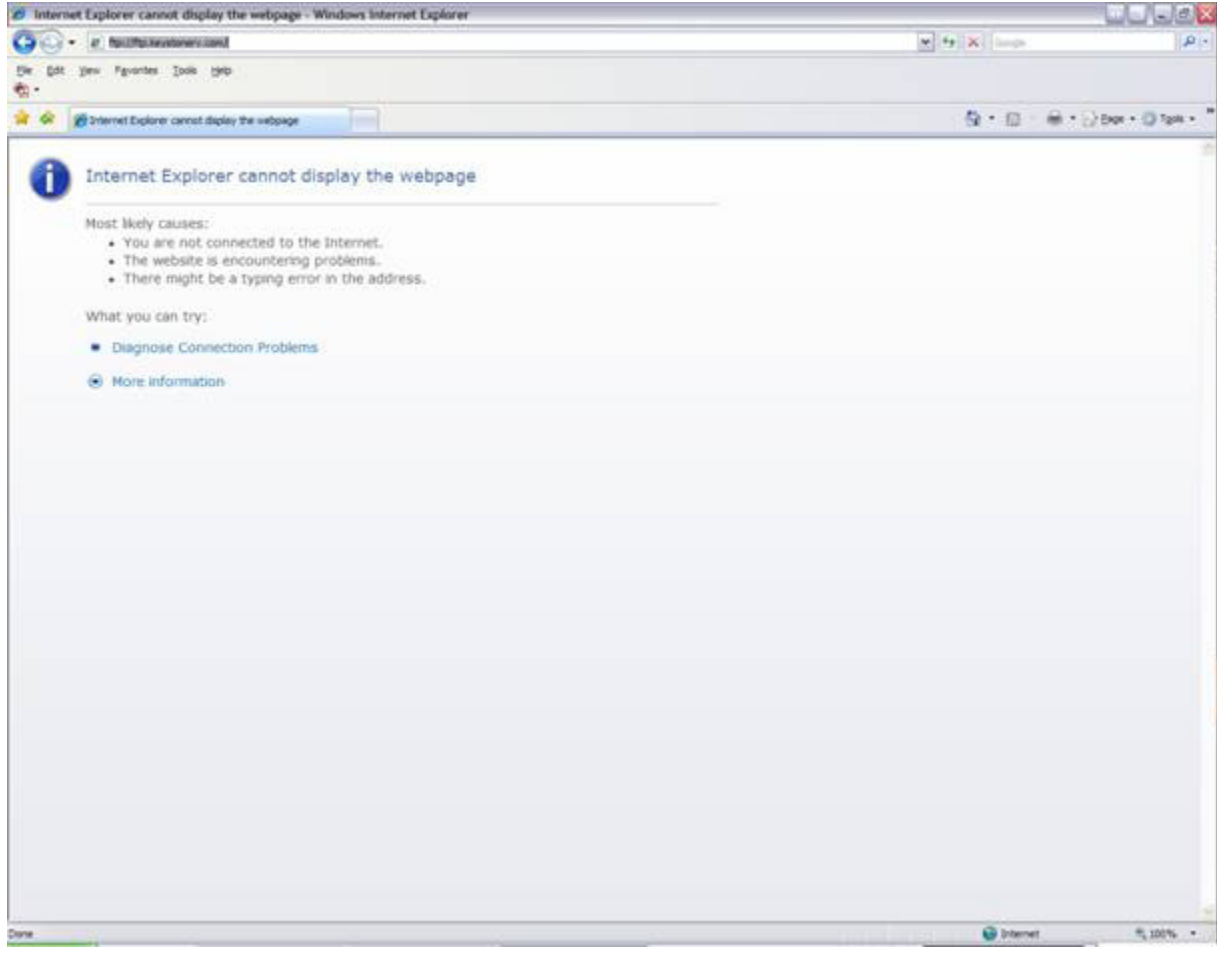 Internet Explorer cannot display the webpage - Windows Internet Explorer
Google
File Edit View Favorites Tools Help
Internet Explorer cannot display the webpage
Page Tools
Internet Explorer cannot display the webpage
Most likely causes:
• You are not connected to the Internet.
• The website is encountering problems.
• There might be a typing error in the address.
What you can try:
Diagnose Connection Problems
More information
Done Internet 100%